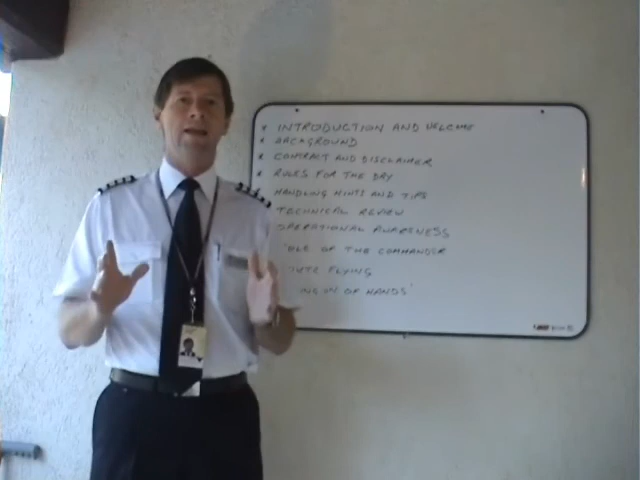 * INTRODUCTION AND WELCOME
* BACKGROUND
* CONTRACT AND DISCLAIMER
* RULES FOR THE DAY
HANDLING HINTS AND TIPS
TECHNICAL REVIEW
OPERATIONAL AWARENESS
OLE OF THE COMMANDER
FLYING
OF HANDS'